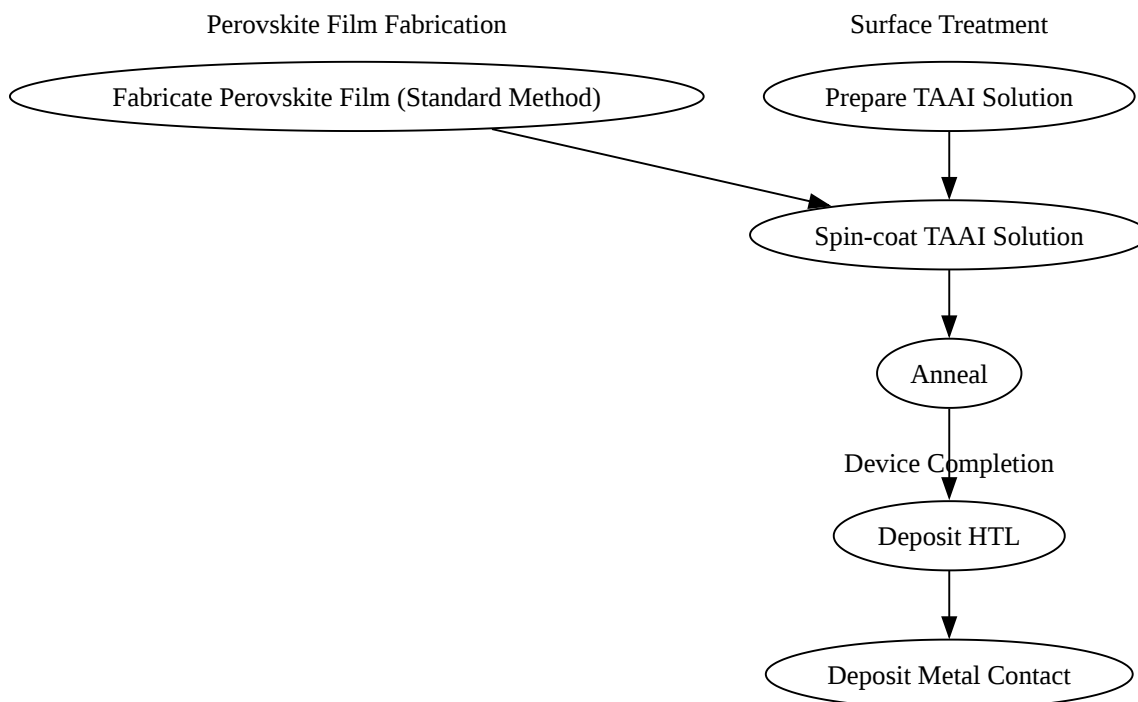 Perovskite Film Fabrication
Surface Treatment
Fabricate Perovskite Film (Standard Method)
Prepare TAAI Solution
Spin-coat TAAI Solution
Anneal
Device Completion
Deposit HTL
Deposit Metal Contact